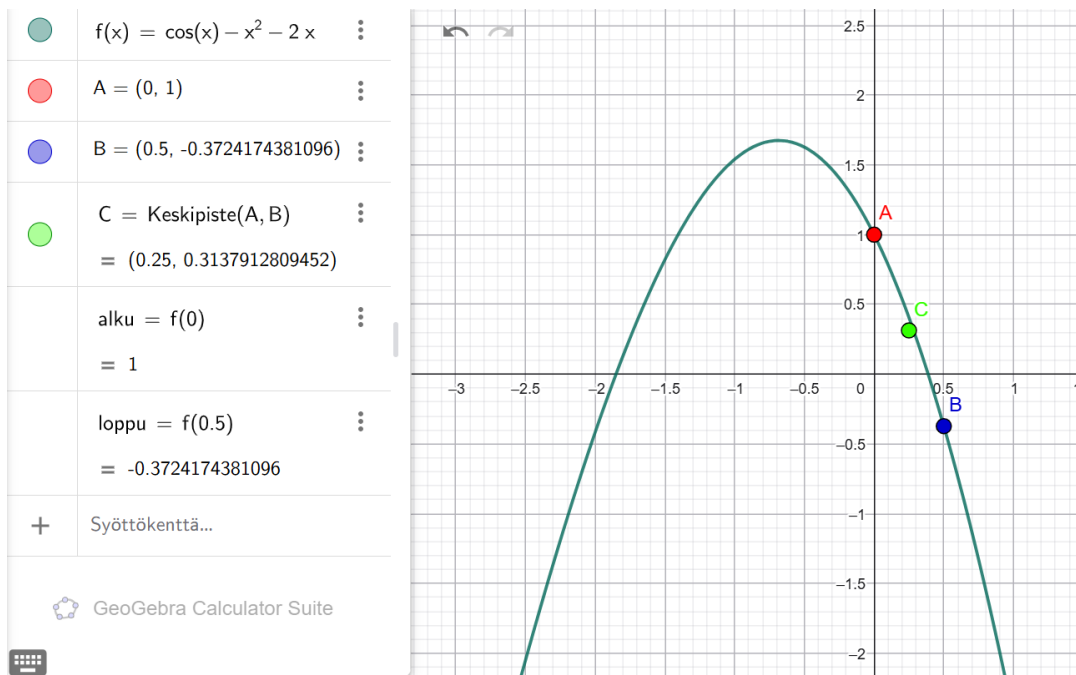 f(x) = cos(x) − x² − 2 x
A = (0, 1)
B = (0.5, -0.3724174381096)
C = Keskipiste(A, B)
= (0.25, 0.3137912809452)
alku = f(0)
= 1
loppu = f(0.5)
= -0.3724174381096
+ Syöttökenttä...
GeoGebra Calculator Suite
2.5
2
1.5
A
1
0.5
C
−3 −2.5 −2 −1.5 −1 −0.5 0 0.5 1
B
−0.5
−1
−1.5
−2